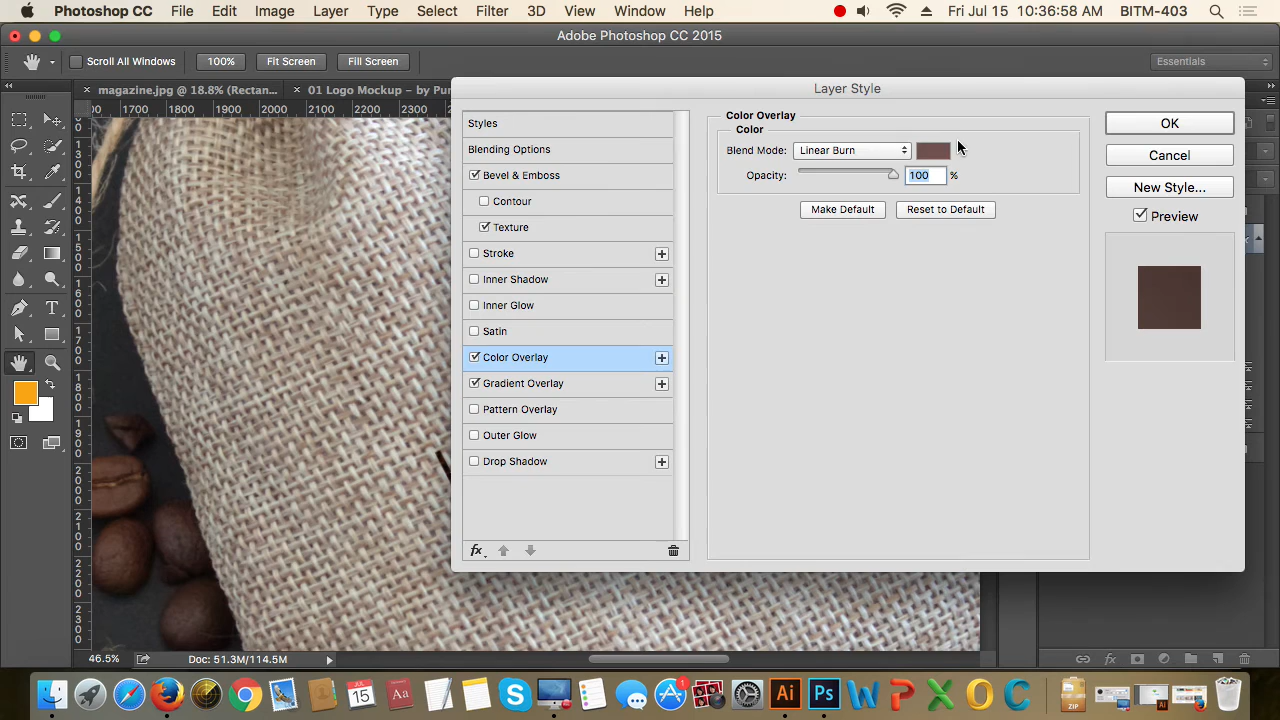 Photoshop CC File Edit Image Layer Type Select Filter 3D View Window Help Fri Jul 15 10:36:58 AM BITM-403
Adobe Photoshop CC 2015
Scroll All Windows 100% Fit Screen Fill Screen Essentials
magazine.jpg @ 18.8% (Rectan... 01 Logo Mockup – by Pu
Layer Style
1700 1800 1900 2000 2100 2200 2300
Styles
Blending Options
Bevel & Emboss
Contour
Texture
Stroke
Inner Shadow
Inner Glow
Satin
Color Overlay
Gradient Overlay
Pattern Overlay
Outer Glow
Drop Shadow
fx
Color Overlay
Color
Blend Mode: Linear Burn
Opacity: 100 %
Make Default Reset to Default
OK
Cancel
New Style...
Preview
46.5% Doc: 51.3M/114.5M